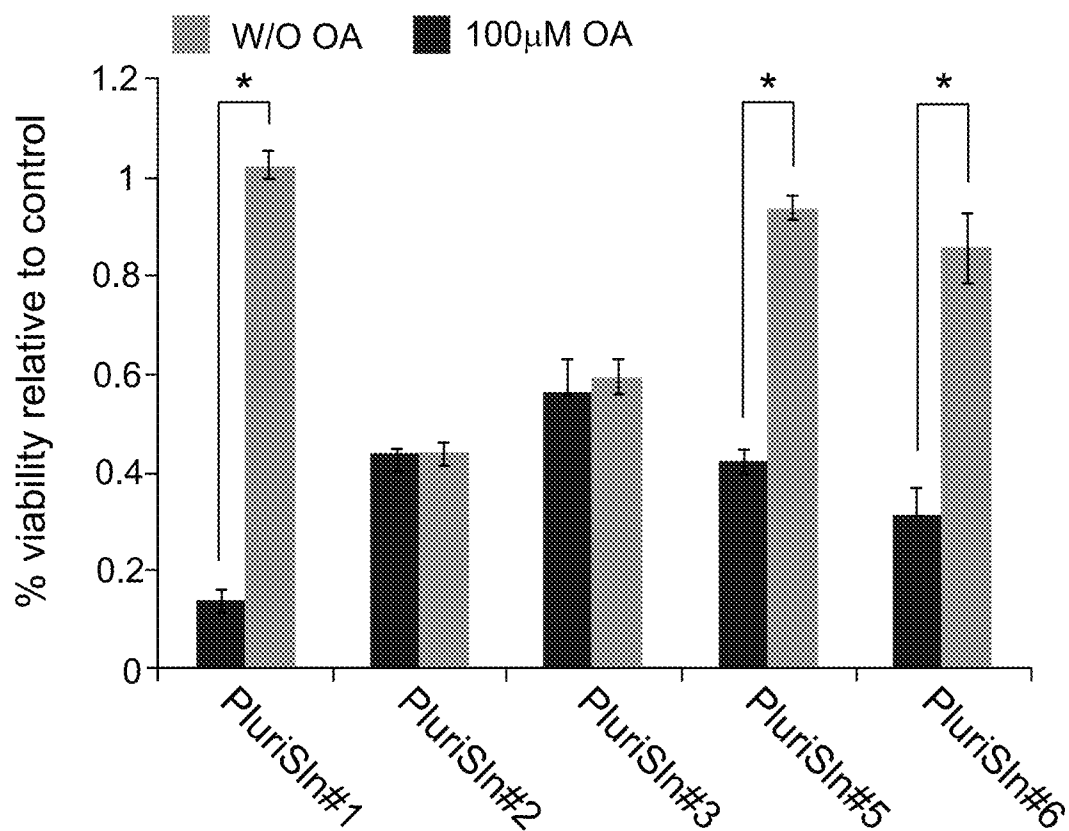 W/O OA 100μM OA
% viability relative to control
1.2
1
0.8
0.6
0.4
0.2
0
* * *
PluriSIn#1 PluriSIn#2 PluriSIn#3 PluriSIn#5 PluriSIn#6